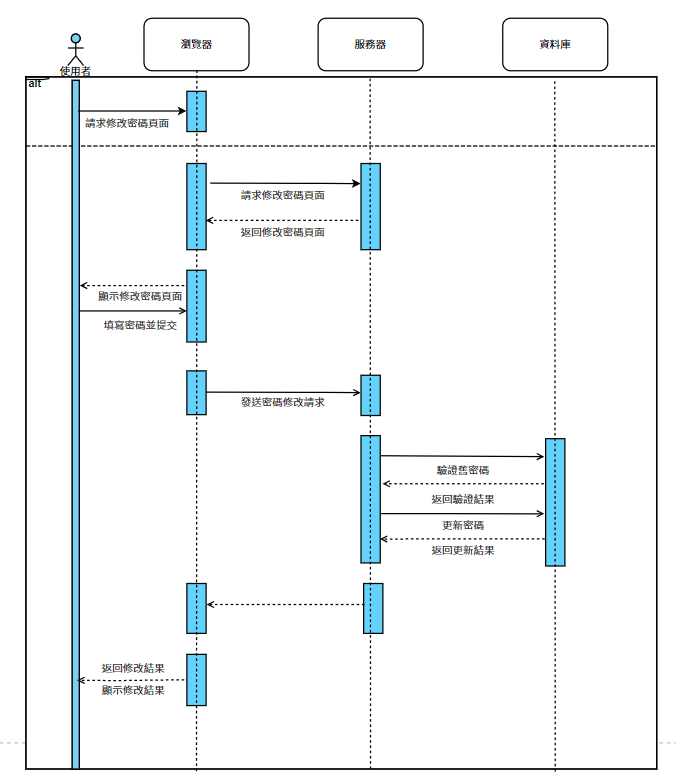 瀏覽器
服務器
資料庫
使用者
alt
請求修改密碼頁面
請求修改密碼頁面
返回修改密碼頁面
顯示修改密碼頁面
填寫密碼並提交
發送密碼修改請求
驗證舊密碼
返回驗證結果
更新密碼
返回更新結果
返回修改結果
顯示修改結果